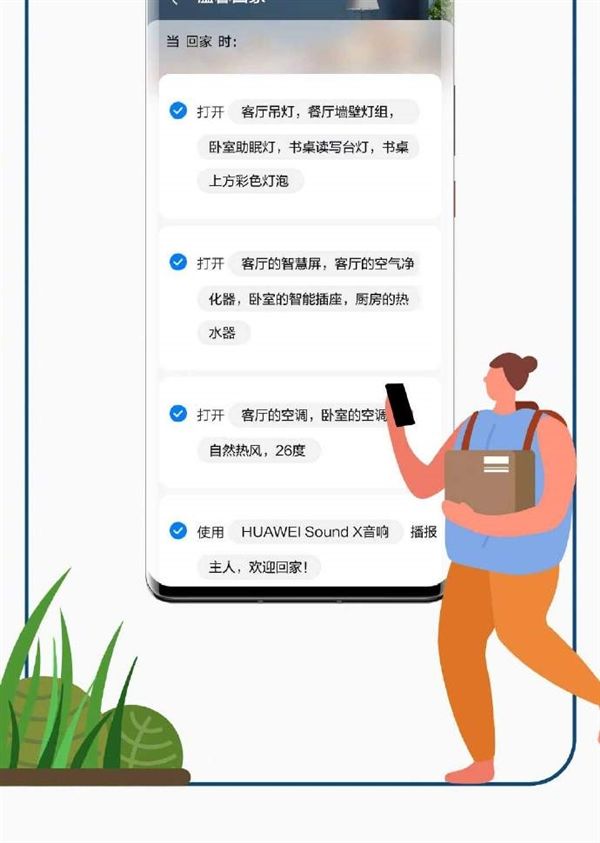 当 回家 时：
打开 客厅吊灯，餐厅墙壁灯组，
卧室助眠灯，书桌读写台灯，书桌
上方彩色灯泡
打开 客厅的智慧屏，客厅的空气净
化器，卧室的智能插座，厨房的热
水器
打开 客厅的空调，卧室的空调
自然热风，26度
使用 HUAWEI Sound X音响 播报
主人，欢迎回家！